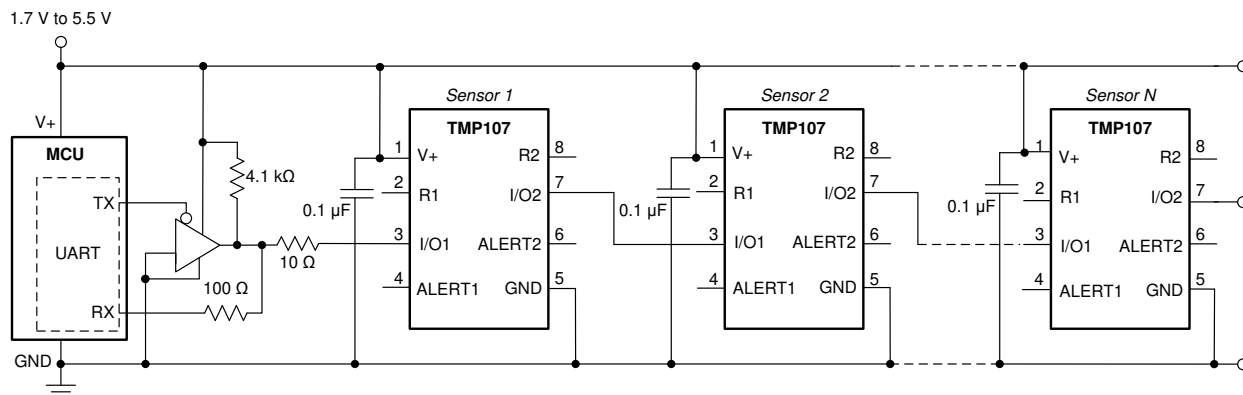 1.7 V to 5.5 V
V+
MCU
TX
UART
RX
GND
4.1 kΩ
10 Ω
100 Ω
Sensor 1
TMP107
0.1 µF
1
V+
2
R1
3
I/O1
4
ALERT1
R2
8
I/O2
7
ALERT2
6
GND
5
Sensor 2
TMP107
0.1 µF
1
V+
2
R1
3
I/O1
4
ALERT1
R2
8
I/O2
7
ALERT2
6
GND
5
Sensor N
TMP107
0.1 µF
1
V+
2
R1
3
I/O1
4
ALERT1
R2
8
I/O2
7
ALERT2
6
GND
5